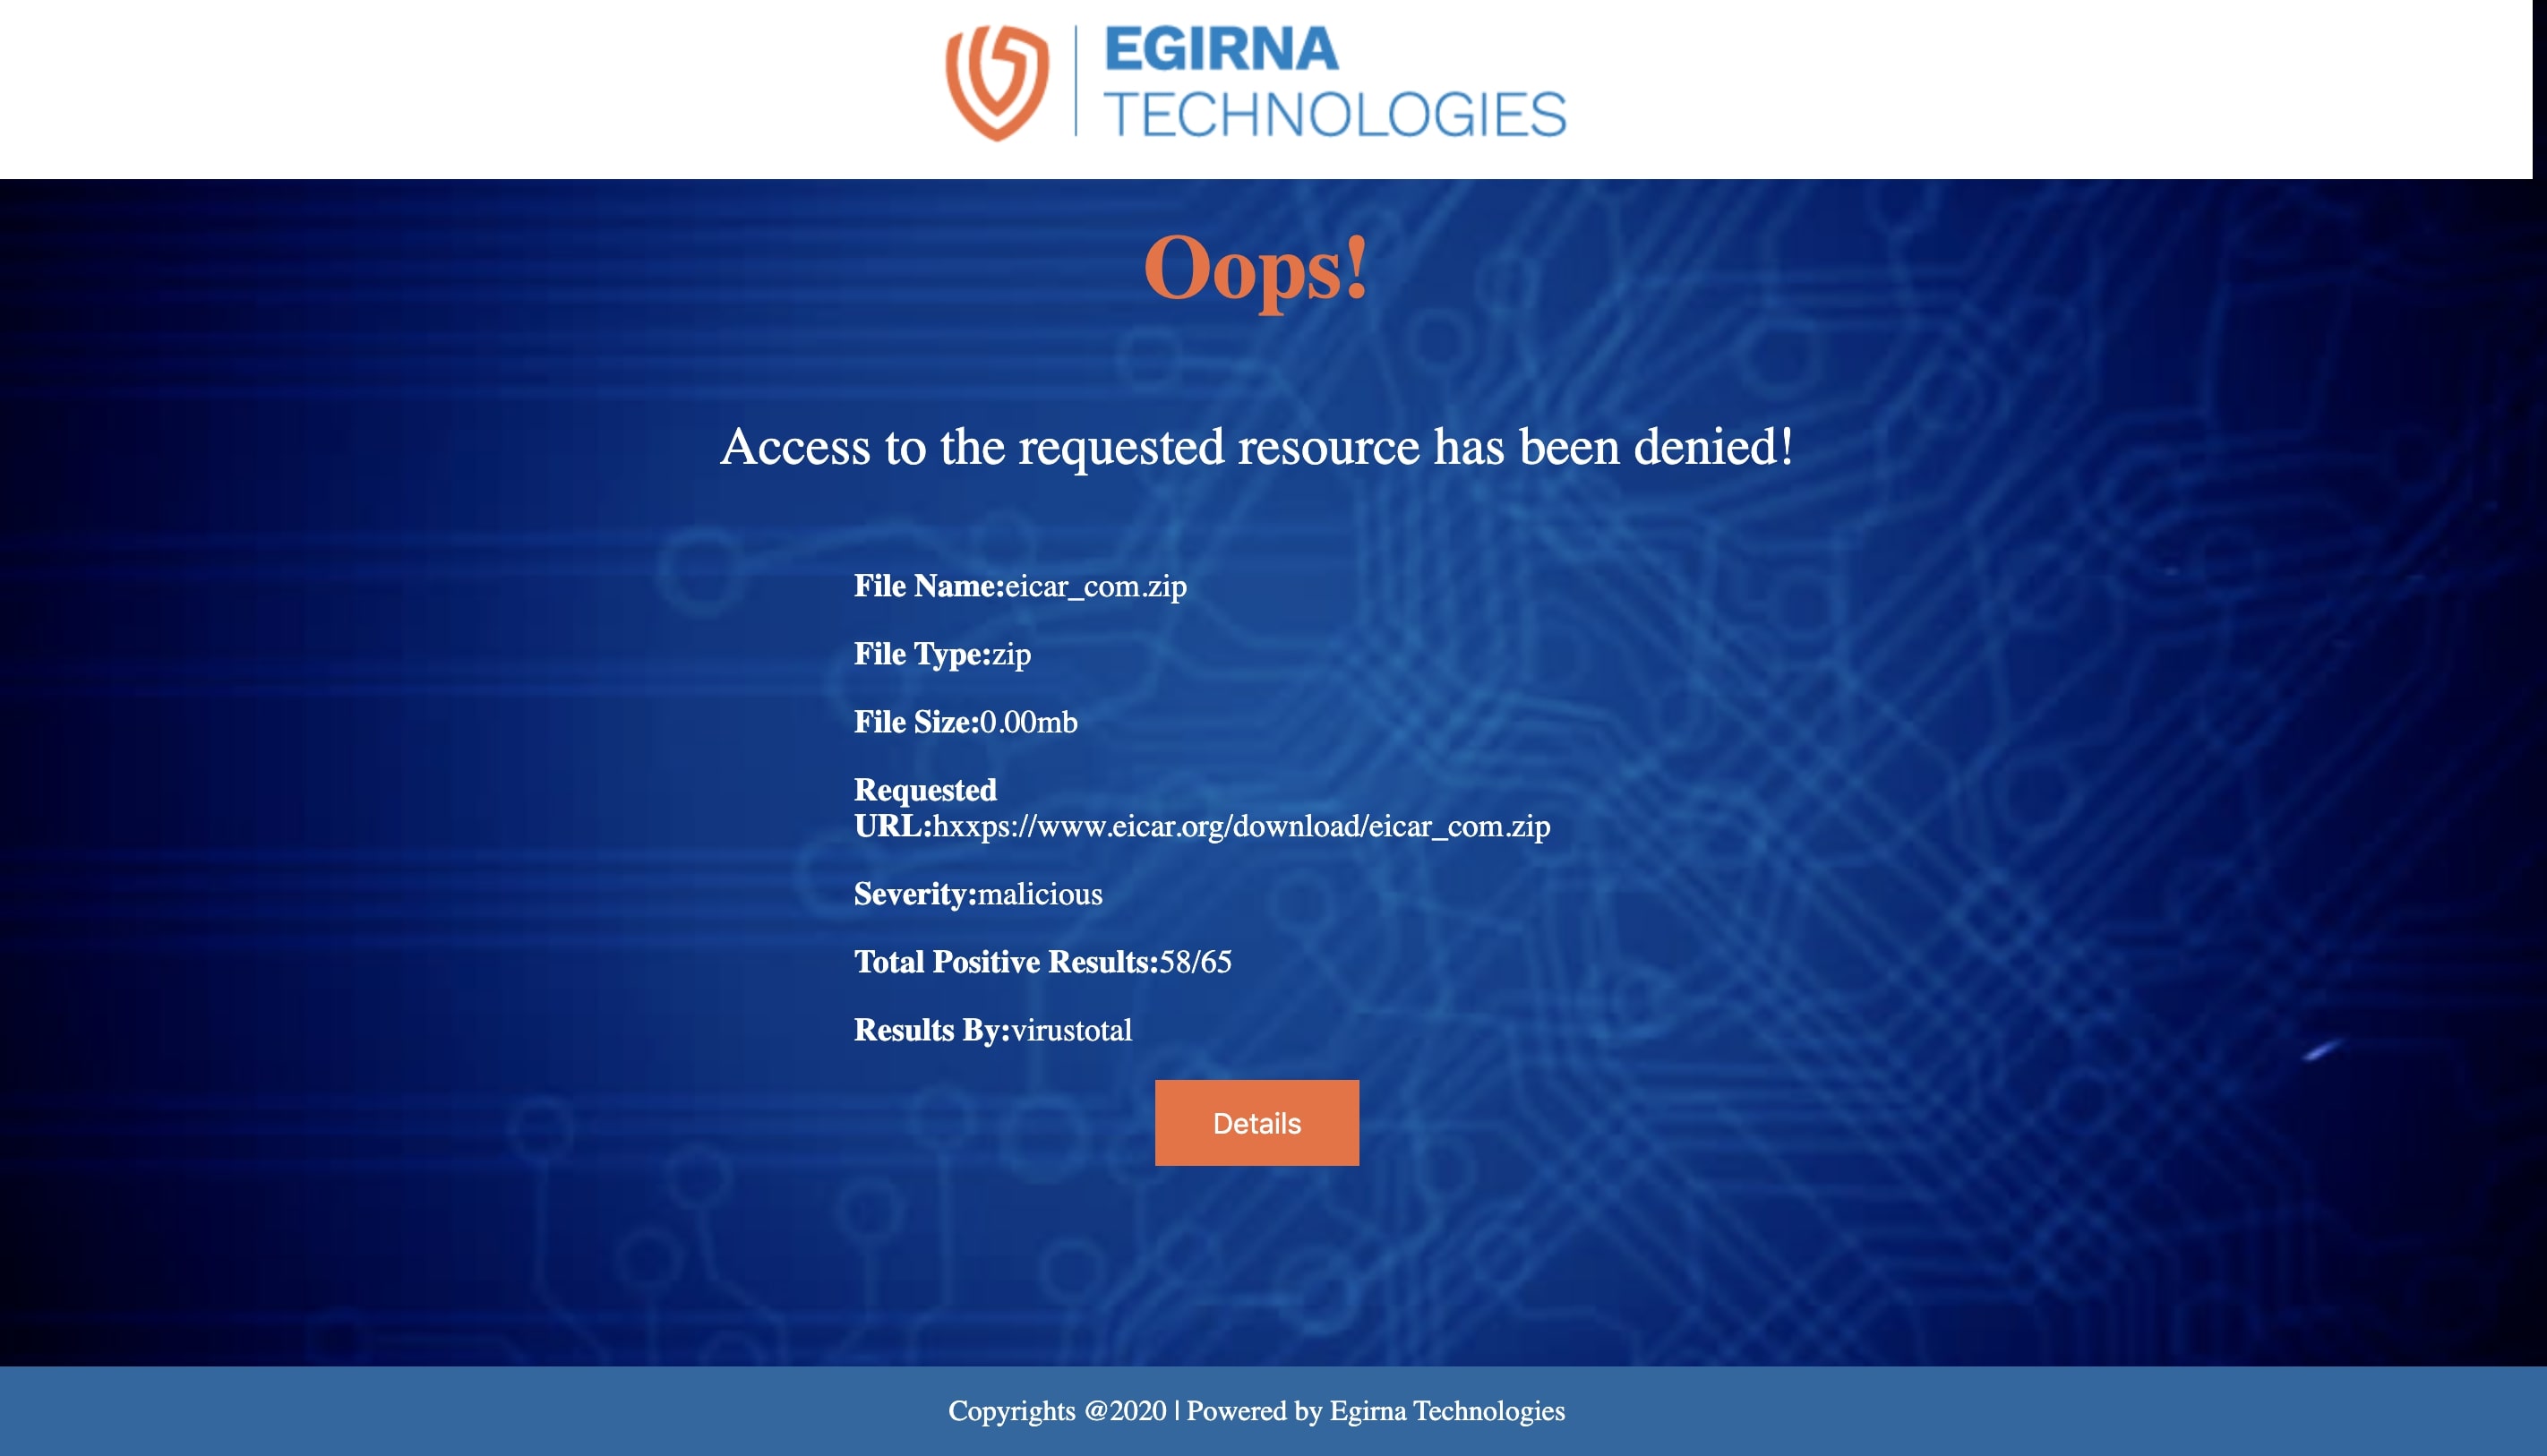 EGIRNA
TECHNOLOGIES
Oops!
Access to the requested resource has been denied!
File Name:eicar_com.zip
File Type:zip
File Size:0.00mb
Requested
URL:hxxps://www.eicar.org/download/eicar_com.zip
Severity:malicious
Total Positive Results:58/65
Results By:virustotal
Details
Copyrights @2020 | Powered by Egirna Technologies